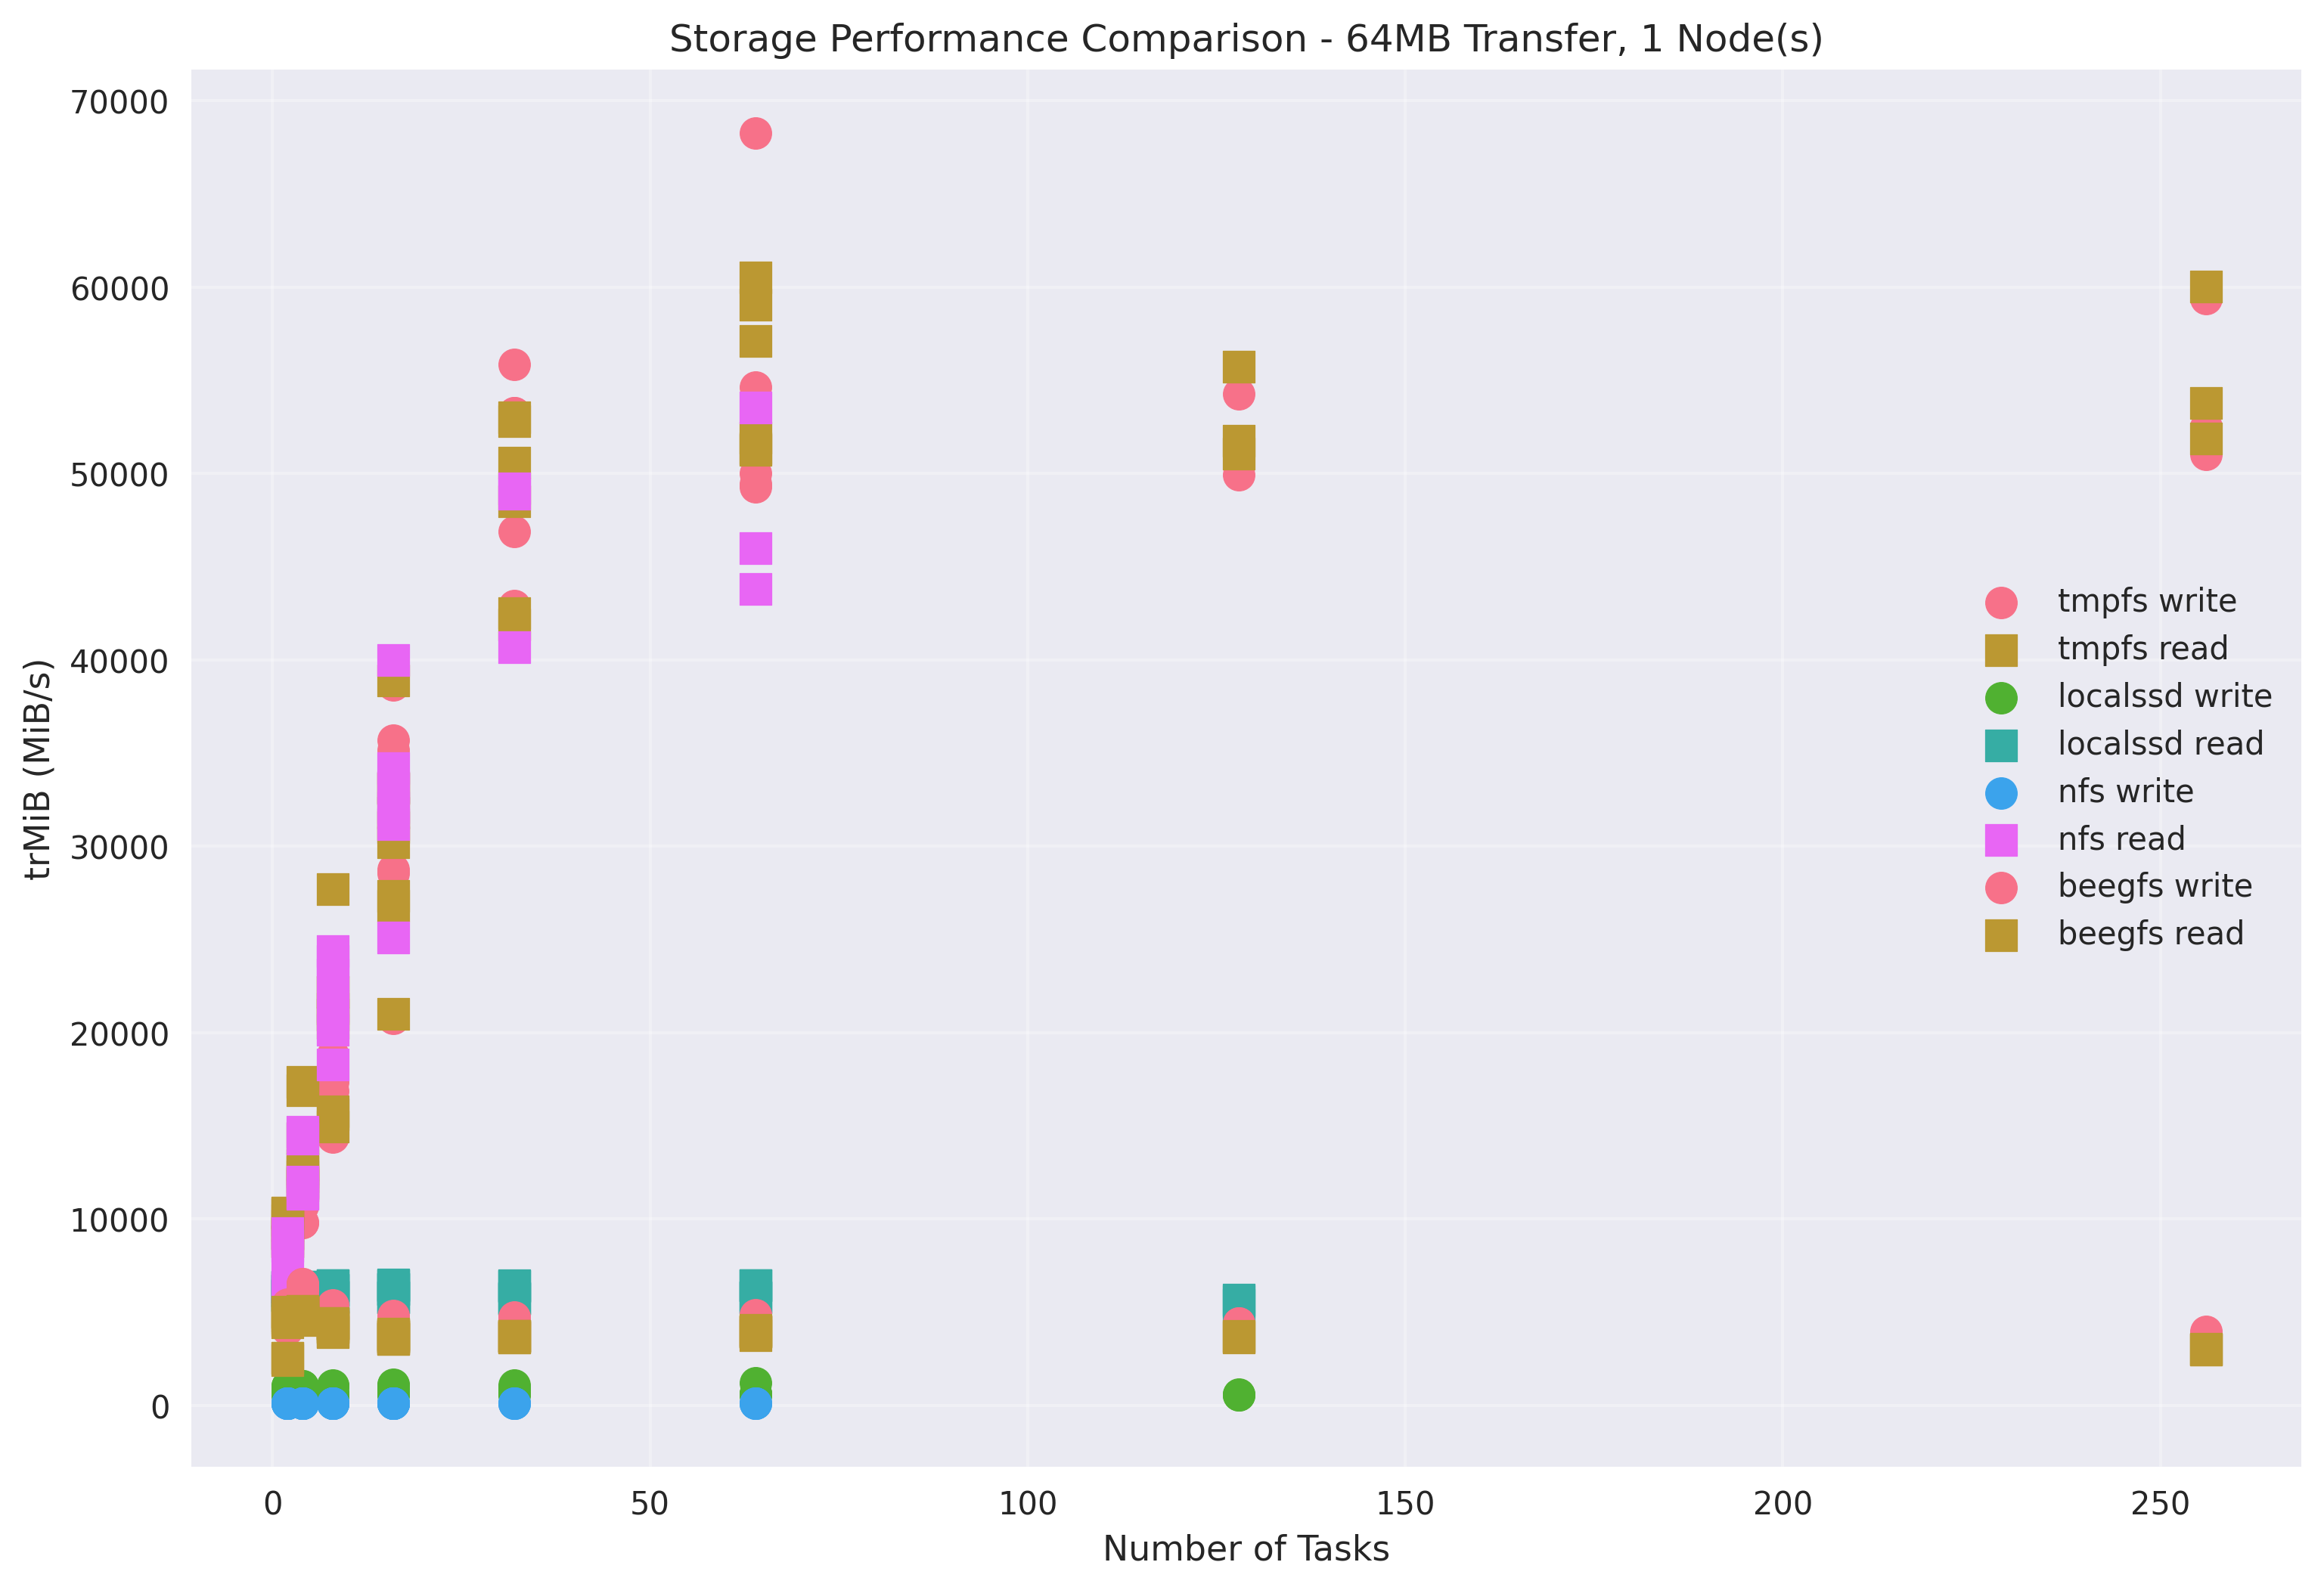 Storage Performance Comparison - 64MB Transfer, 1 Node(s)
70000
60000
50000
40000
30000
20000
10000
0
trMiB (MiB/s)
tmpfs write
tmpfs read
localssd write
localssd read
nfs write
nfs read
beegfs write
beegfs read
0
50
100
150
200
250
Number of Tasks